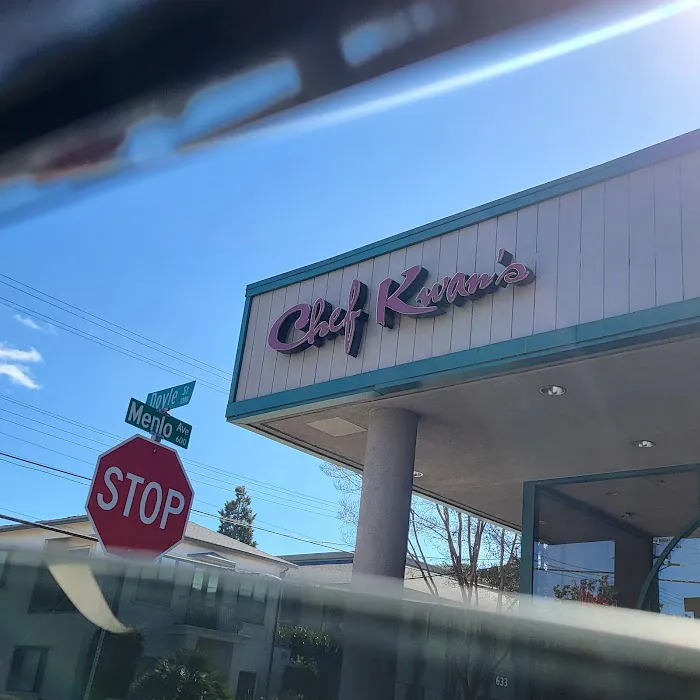 Chef Kwan's
Doyle St
Menlo Ave
600
STOP
633